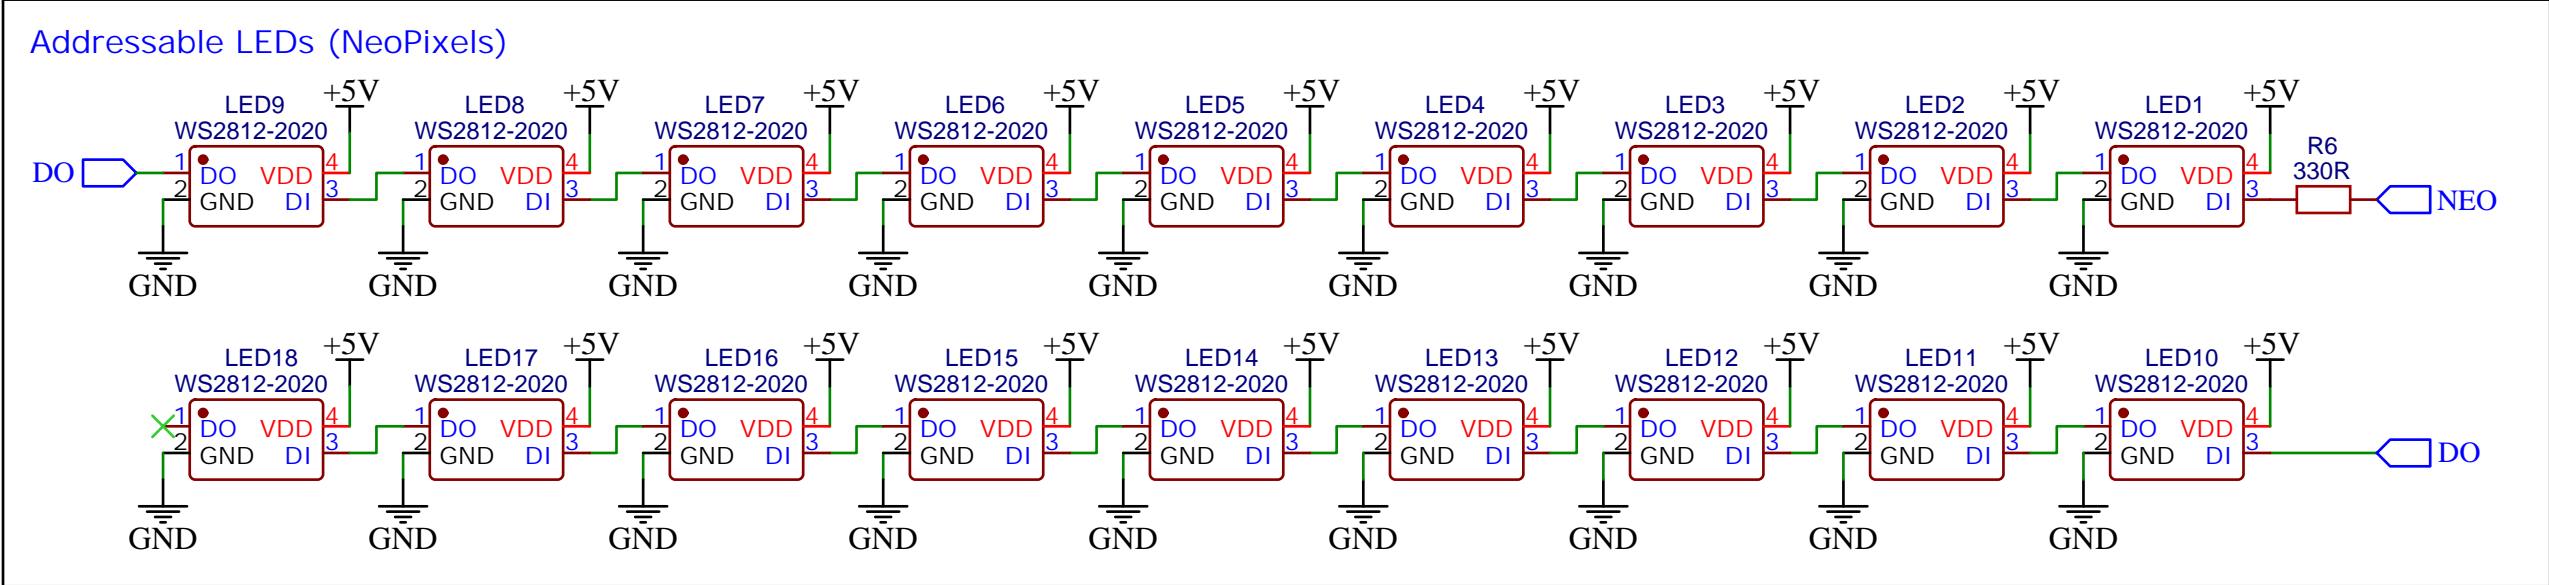 Addressable LEDs (NeoPixels)
LED9 +5V LED8 +5V LED7 +5V LED6 +5V LED5 +5V LED4 +5V LED3 +5V LED2 +5V LED1 +5V
WS2812-2020 WS2812-2020 WS2812-2020 WS2812-2020 WS2812-2020 WS2812-2020 WS2812-2020 WS2812-2020 WS2812-2020 R6
1 4 1 4 1 4 1 4 1 4 1 4 1 4 1 4 1 4 330R
DO DO VDD DO VDD DO VDD DO VDD DO VDD DO VDD DO VDD DO VDD DO VDD
2 3 2 3 2 3 2 3 2 3 2 3 2 3 2 3 2 3
GND DI GND DI GND DI GND DI GND DI GND DI GND DI GND DI GND DI NEO
GND GND GND GND GND GND GND GND GND
LED18 +5V LED17 +5V LED16 +5V LED15 +5V LED14 +5V LED13 +5V LED12 +5V LED11 +5V LED10 +5V
WS2812-2020 WS2812-2020 WS2812-2020 WS2812-2020 WS2812-2020 WS2812-2020 WS2812-2020 WS2812-2020 WS2812-2020
1 4 1 4 1 4 1 4 1 4 1 4 1 4 1 4 1 4
DO VDD DO VDD DO VDD DO VDD DO VDD DO VDD DO VDD DO VDD DO VDD
2 3 2 3 2 3 2 3 2 3 2 3 2 3 2 3 2 3
GND DI GND DI GND DI GND DI GND DI GND DI GND DI GND DI GND DI DO
GND GND GND GND GND GND GND GND GND